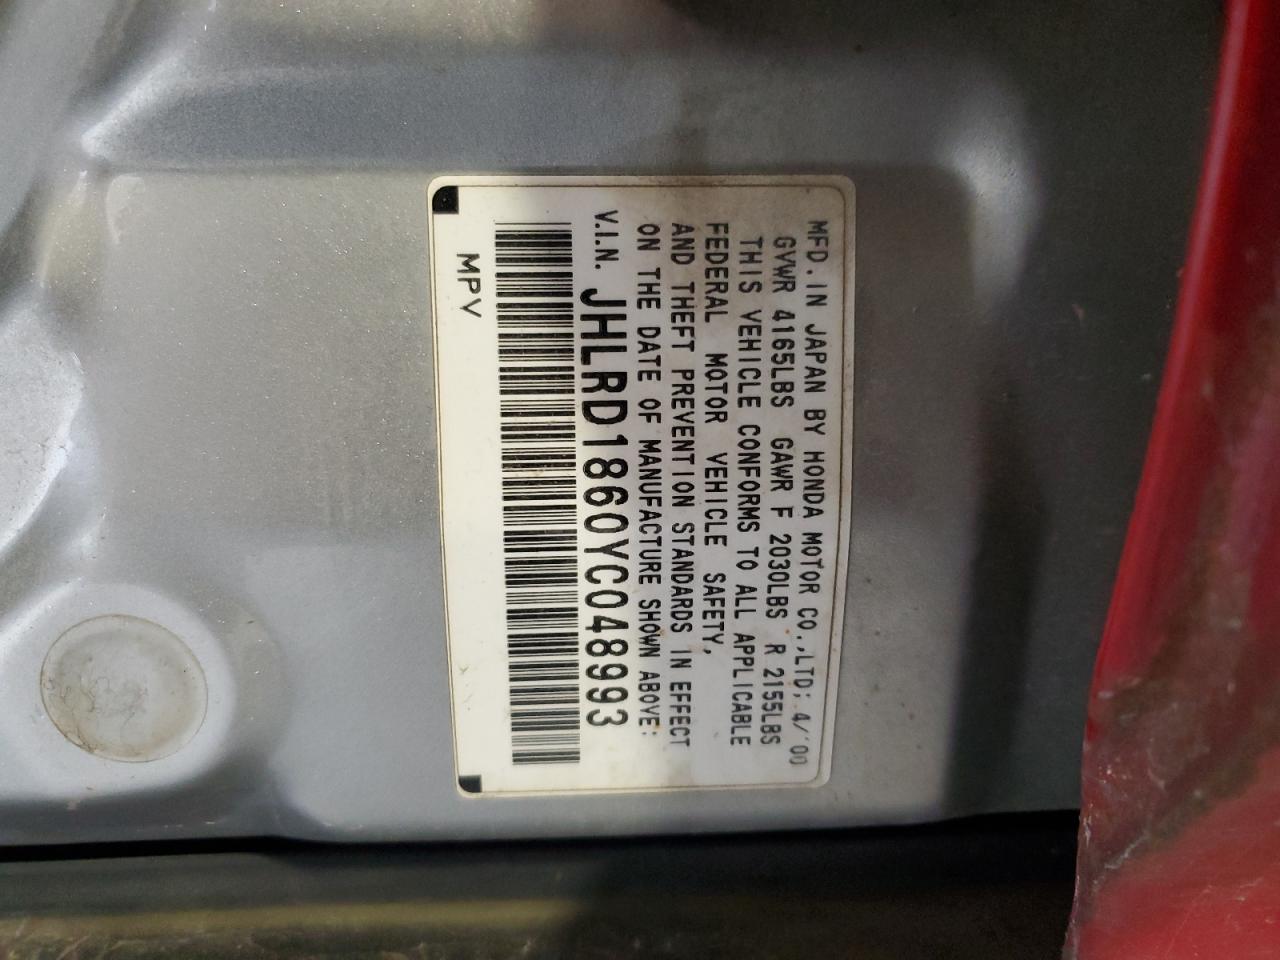 MFD. IN JAPAN BY HONDA MOTOR CO.,LTD; 4/'00
GVWR 4165LBS GAWR F 2030LBS R 2155LBS
THIS VEHICLE CONFORMS TO ALL APPLICABLE
FEDERAL MOTOR VEHICLE SAFETY,
AND THEFT PREVENTION STANDARDS IN EFFECT
ON THE DATE OF MANUFACTURE SHOWN ABOVE:
V.I.N. JHLRD1860YC048993
MPV